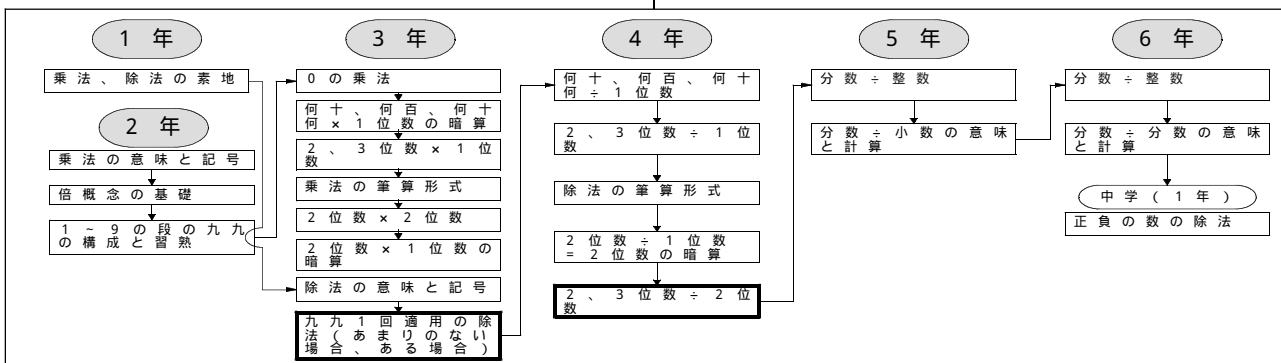 1年
乗法、除法の素地
2年
乗法の意味と記号
倍概念の基礎
1~9の段の九九
の構成と習熟
3年
0の乗法
何十、何百、何十
何×1位数の暗算
2、3位数×1位
数
乗法の筆算形式
2位数×2位数
2位数×1位数の
暗算
除法の意味と記号
九九1回適用の除
法(あまりのない
場合、ある場合)
4年
何十、何百、何十
何÷1位数
2、3位数÷1位
数
除法の筆算形式
2位数÷1位数
=2位数の暗算
2、3位数÷2位
数
5年
分数÷整数
分数÷小数の意味
と計算
6年
分数÷整数
分数÷分数の意味
と計算
中学(1年)
正負の数の除法